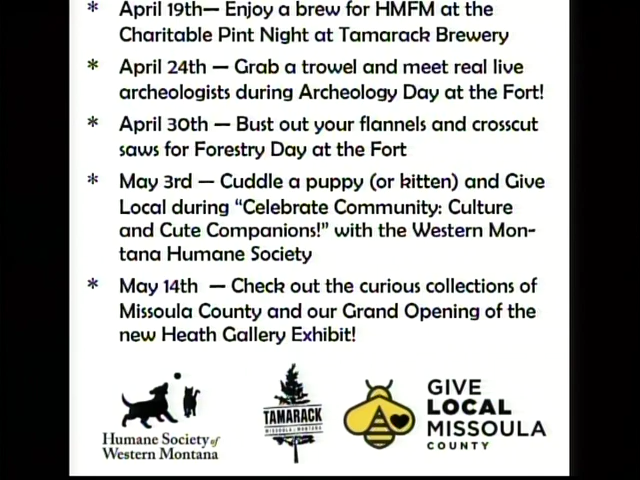 * April 19th— Enjoy a brew for HMFM at the
Charitable Pint Night at Tamarack Brewery
* April 24th — Grab a trowel and meet real live
archeologists during Archeology Day at the Fort!
* April 30th — Bust out your flannels and crosscut
saws for Forestry Day at the Fort
* May 3rd — Cuddle a puppy (or kitten) and Give
Local during “Celebrate Community: Culture
and Cute Companions!” with the Western Mon-
tana Humane Society
* May 14th — Check out the curious collections of
Missoula County and our Grand Opening of the
new Heath Gallery Exhibit!
Humane Society of
Western Montana
TAMARACK
MISSOULA MONTANA
GIVE
LOCAL
MISSOULA
COUNTY